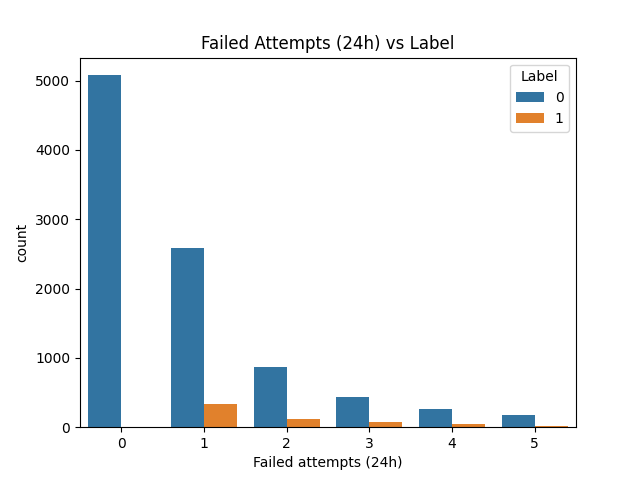 Failed Attempts (24h) vs Label
Label
0
1
5000
4000
3000
2000
1000
0
count
0 1 2 3 4 5
Failed attempts (24h)